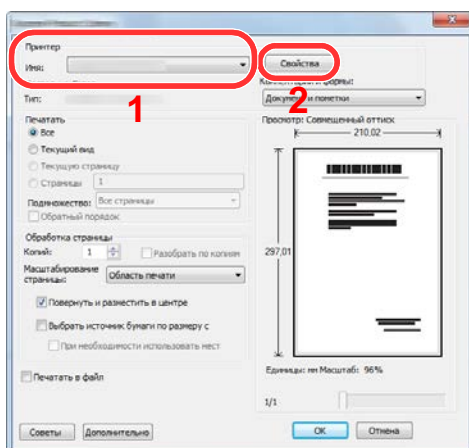 Принтер
Имя:
Свойства
Тип:
1
2
Документ и пометки
Печатать
Все
Текущий вид
Текущую страницу
Страницы 1
Подмножество: Все страницы
Обратный порядок
Просмотр: Совмещенный оттиск
210,02
297,01
Обработка страницы
Копий: 1 Разобрать по копиям
Масштабирование страницы: Область печати
Повернуть и разместить в центре
Выбрать источник бумаги по размеру с
При необходимости использовать мест
Печатать в файл
Единицы: мм Масштаб: 96%
1/1
Советы Дополнительно
ОК Отмена